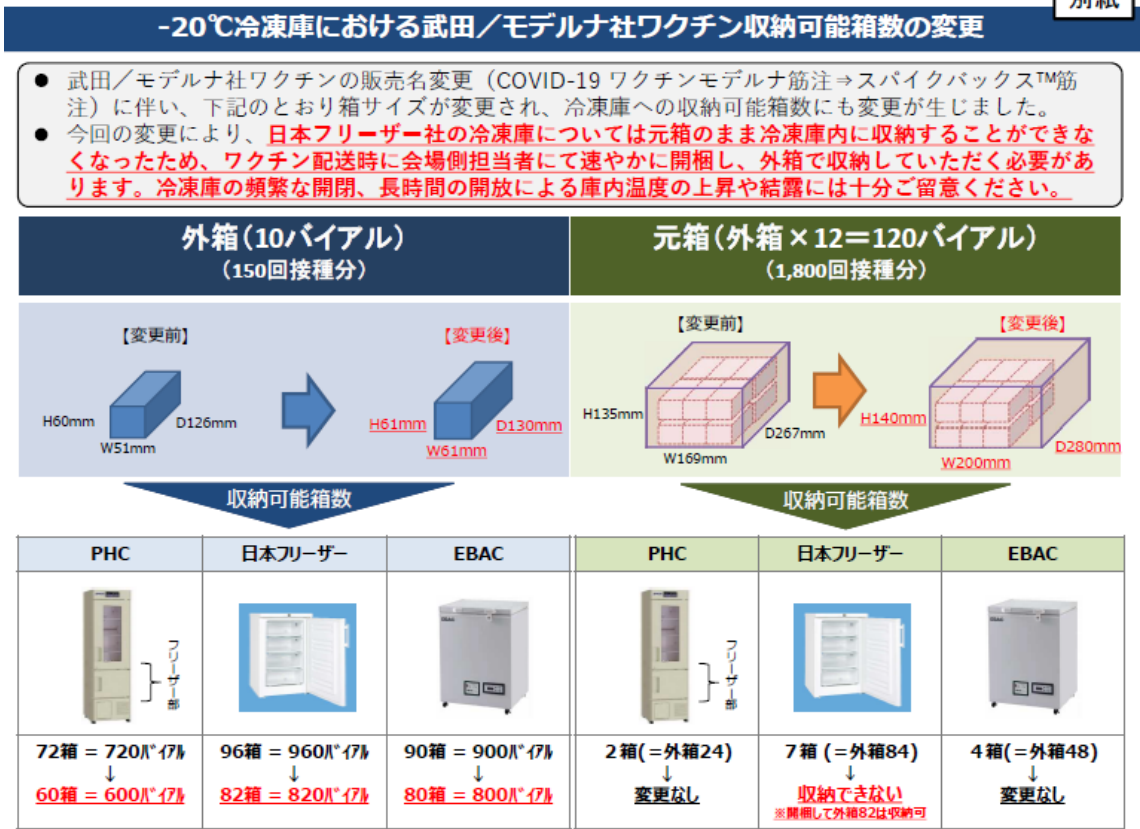 別紙
-20℃冷凍庫における武田／モデルナ社ワクチン収納可能箱数の変更
● 武田／モデルナ社ワクチンの販売名変更（COVID-19 ワクチンモデルナ筋注⇒スパイクバックス™筋
注）に伴い、下記のとおり箱サイズが変更され、冷凍庫への収納可能箱数にも変更が生じました。
● 今回の変更により、日本フリーザー社の冷凍庫については元箱のまま冷凍庫内に収納することができな
くなったため、ワクチン配送時に会場側担当者にて速やかに開梱し、外箱で収納していただく必要があ
ります。冷凍庫の頻繁な開閉、長時間の開放による庫内温度の上昇や結露には十分ご留意ください。
外箱（10バイアル）
（150回接種分）
元箱（外箱×12＝120バイアル）
（1,800回接種分）
【変更前】
【変更後】
H60mm
D126mm
W51mm
H61mm
D130mm
W61mm
【変更前】
【変更後】
H135mm
D267mm
W169mm
H140mm
D280mm
W200mm
収納可能箱数
収納可能箱数
PHC
日本フリーザー
EBAC
PHC
日本フリーザー
EBAC
フリーザー部
フリーザー部
72箱 = 720バイアル
↓
60箱 = 600バイアル
96箱 = 960バイアル
↓
82箱 = 820バイアル
90箱 = 900バイアル
↓
80箱 = 800バイアル
2箱(=外箱24)
↓
変更なし
7箱 (=外箱84)
↓
収納できない
※開梱して外箱82は収納可
4箱(=外箱48)
↓
変更なし